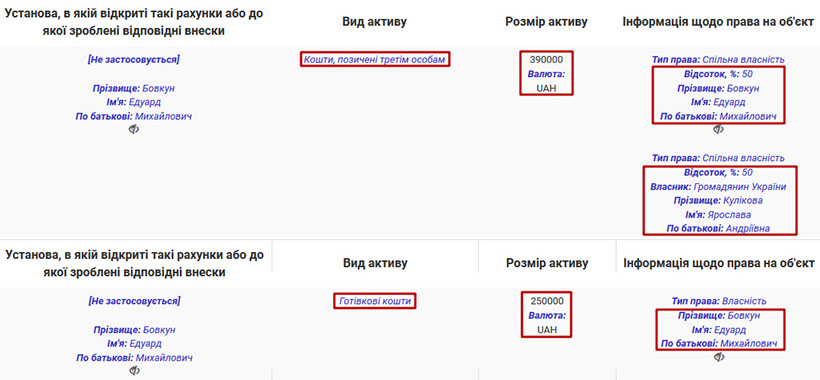 Установа, в якій відкриті такі рахунки або до
якої зроблені відповідні внески
Вид активу
Розмір активу
Інформація щодо права на об'єкт
[Не застосовується]
Прізвище: Бовкун
Ім'я: Едуард
По батькові: Михайлович
Кошти, позичені третім особам
390000
Валюта:
UAH
Тип права: Спільна власність
Відсоток, %: 50
Прізвище: Бовкун
Ім'я: Едуард
По батькові: Михайлович
Тип права: Спільна власність
Відсоток, %: 50
Власник: Громадянин України
Прізвище: Кулікова
Ім'я: Ярослава
По батькові: Андріївна
Установа, в якій відкриті такі рахунки або до
якої зроблені відповідні внески
Вид активу
Розмір активу
Інформація щодо права на об'єкт
[Не застосовується]
Прізвище: Бовкун
Ім'я: Едуард
По батькові: Михайлович
Готівкові кошти
250000
Валюта:
UAH
Тип права: Власність
Прізвище: Бовкун
Ім'я: Едуард
По батькові: Михайлович